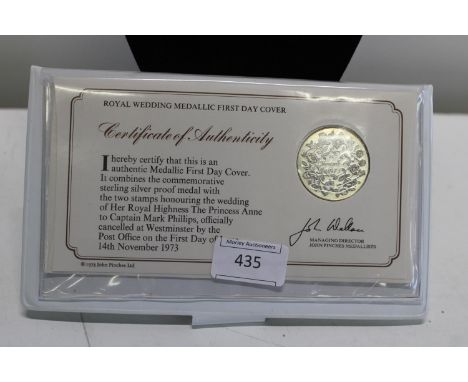 ROYAL WEDDING MEDALLIC FIRST DAY COVER
Certificate of Authenticity
I hereby certify that this is an
authentic Medallic First Day Cover.
It combines the commemorative
sterling silver proof medal with
the two stamps honouring the wedding
of Her Royal Highness The Princess Anne
to Captain Mark Phillips, officially
cancelled at Westminster by the
Post Office on the First Day of
14th November 1973
MANAGING DIRECTOR
JOHN PINCHES MEDALLISTS
© 1973 John Pinches Ltd
Morley Auctioneers
435